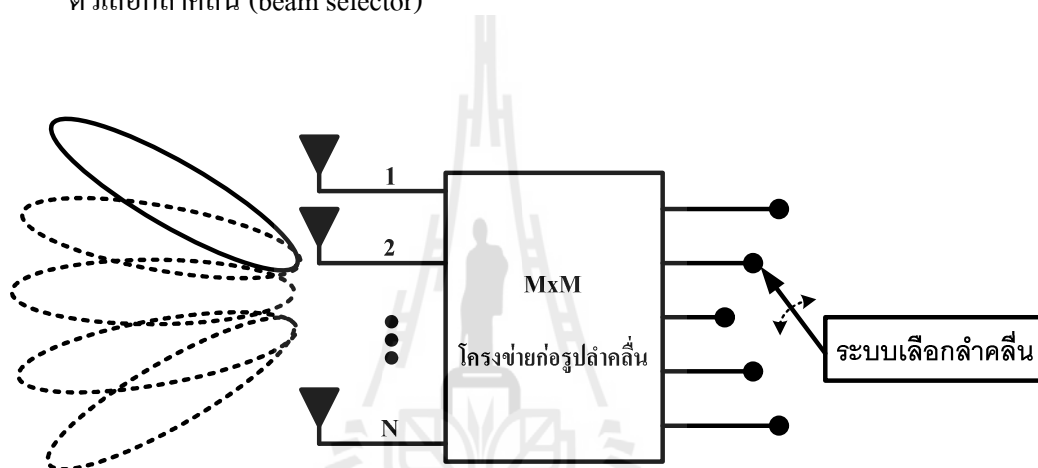 ตัวเลือกลำคลื่น (beam selector)
1
2
MxM
โครงข่ายก่อรูปลำคลื่น
ระบบเลือกลำคลื่น
N